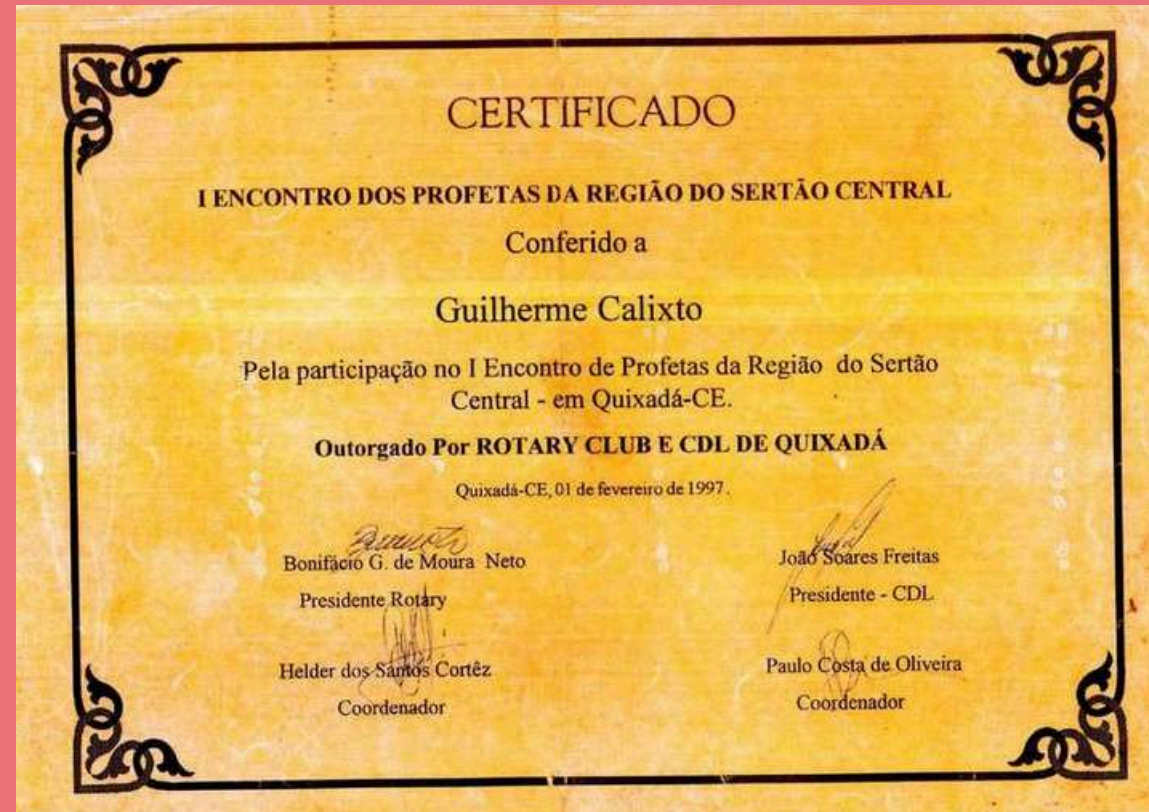 CERTIFICADO
I ENCONTRO DOS PROFETAS DA REGIÃO DO SERTÃO CENTRAL
Conferido a
Guilherme Calixto
Pela participação no I Encontro de Profetas da Região do Sertão
Central - em Quixadá-CE.
Outorgado Por ROTARY CLUB E CDL DE QUIXADÁ
Quixadá-CE, 01 de fevereiro de 1997.
Bonifácio G. de Moura Neto
Presidente Rotary
João Soares Freitas
Presidente - CDL
Helder dos Santos Cortêz
Coordenador
Paulo Costa de Oliveira
Coordenador